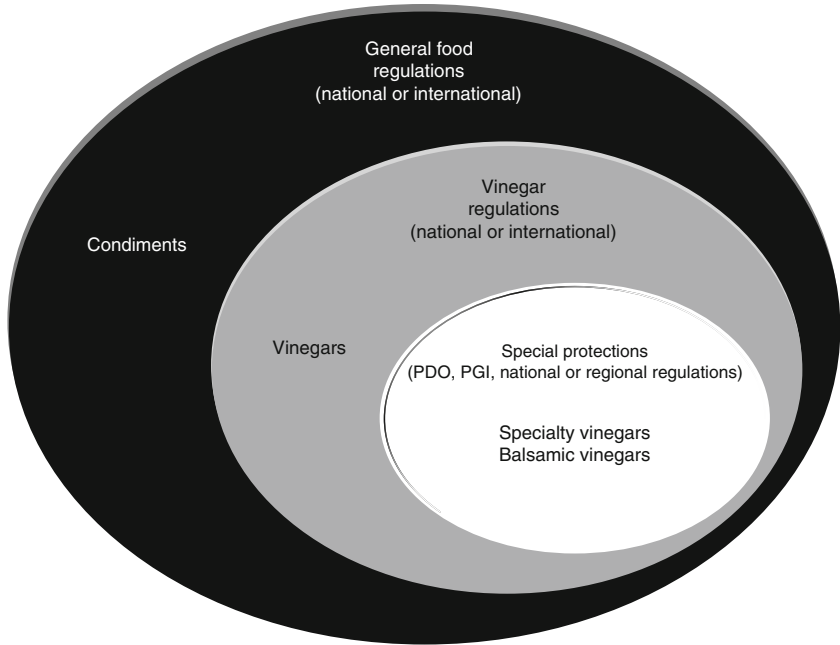 General food
regulations
(national or international)
Vinegar
regulations
(national or international)
Condiments
Vinegars
Special protections
(PDO, PGI, national or regional regulations)
Specialty vinegars
Balsamic vinegars